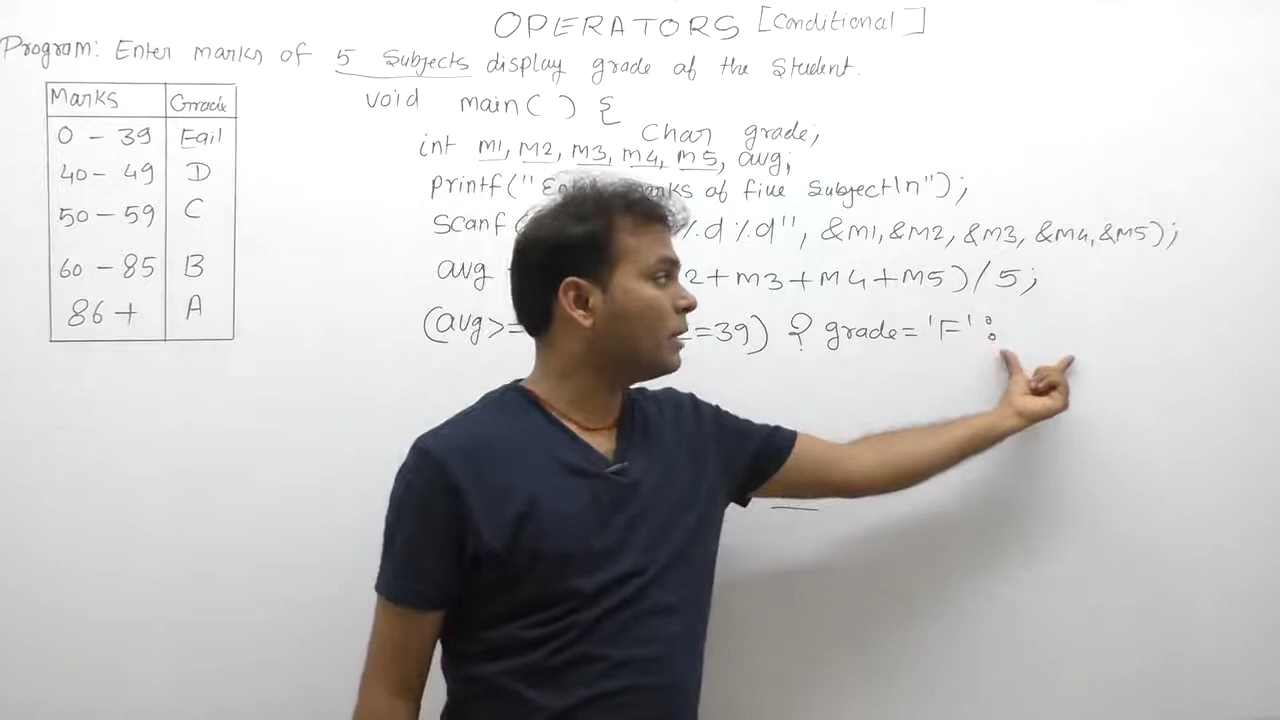 OPERATORS [Conditional]
Program: Enter marks of 5 Subjects display grade of the Student.
Marks Grade
0 - 39 Fail
40 - 49 D
50 - 59 C
60 - 85 B
86 + A
void main( ) {
char grade;
int m1, m2, m3, m4, m5, avg;
printf(" marks of five Subject\n");
scanf %d %d", &m1, &m2, &m3, &m4, &m5);
avg 2+m3+m4+m5)/5;
(avg>= =39) ? grade='F' :